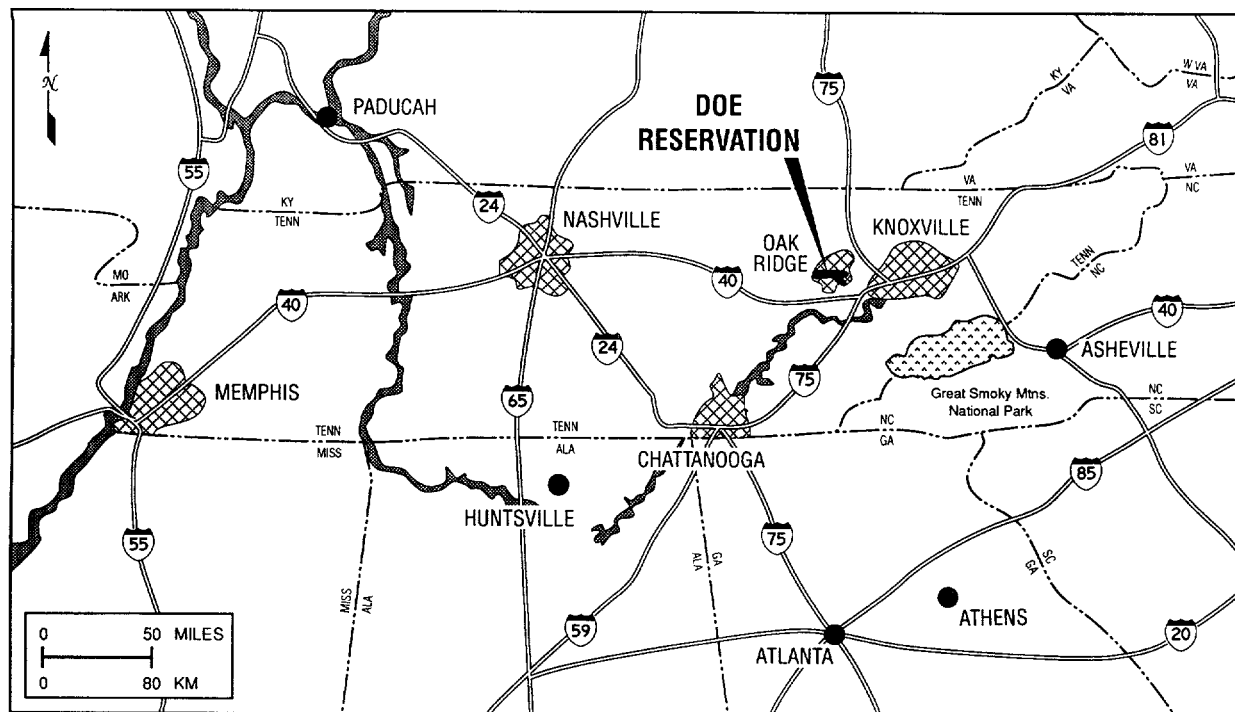 N
PADUCAH
75
KY
VA
W VA
VA
DOE
RESERVATION
81
55
KY
TENN
24
NASHVILLE
VA
TENN
VA
NC
KNOXVILLE
OAK
RIDGE
TENN
NC
MO
ARK
40
40
40
24
ASHEVILLE
MEMPHIS
65
75
Great Smoky Mtns.
National Park
NC
SC
TENN
MISS
TENN
ALA
NC
GA
CHATTANOOGA
85
HUNTSVILLE
55
75
GA
ALA
SC
GA
MISS
ALA
59
ATHENS
20
ATLANTA
0 50 MILES
0 80 KM